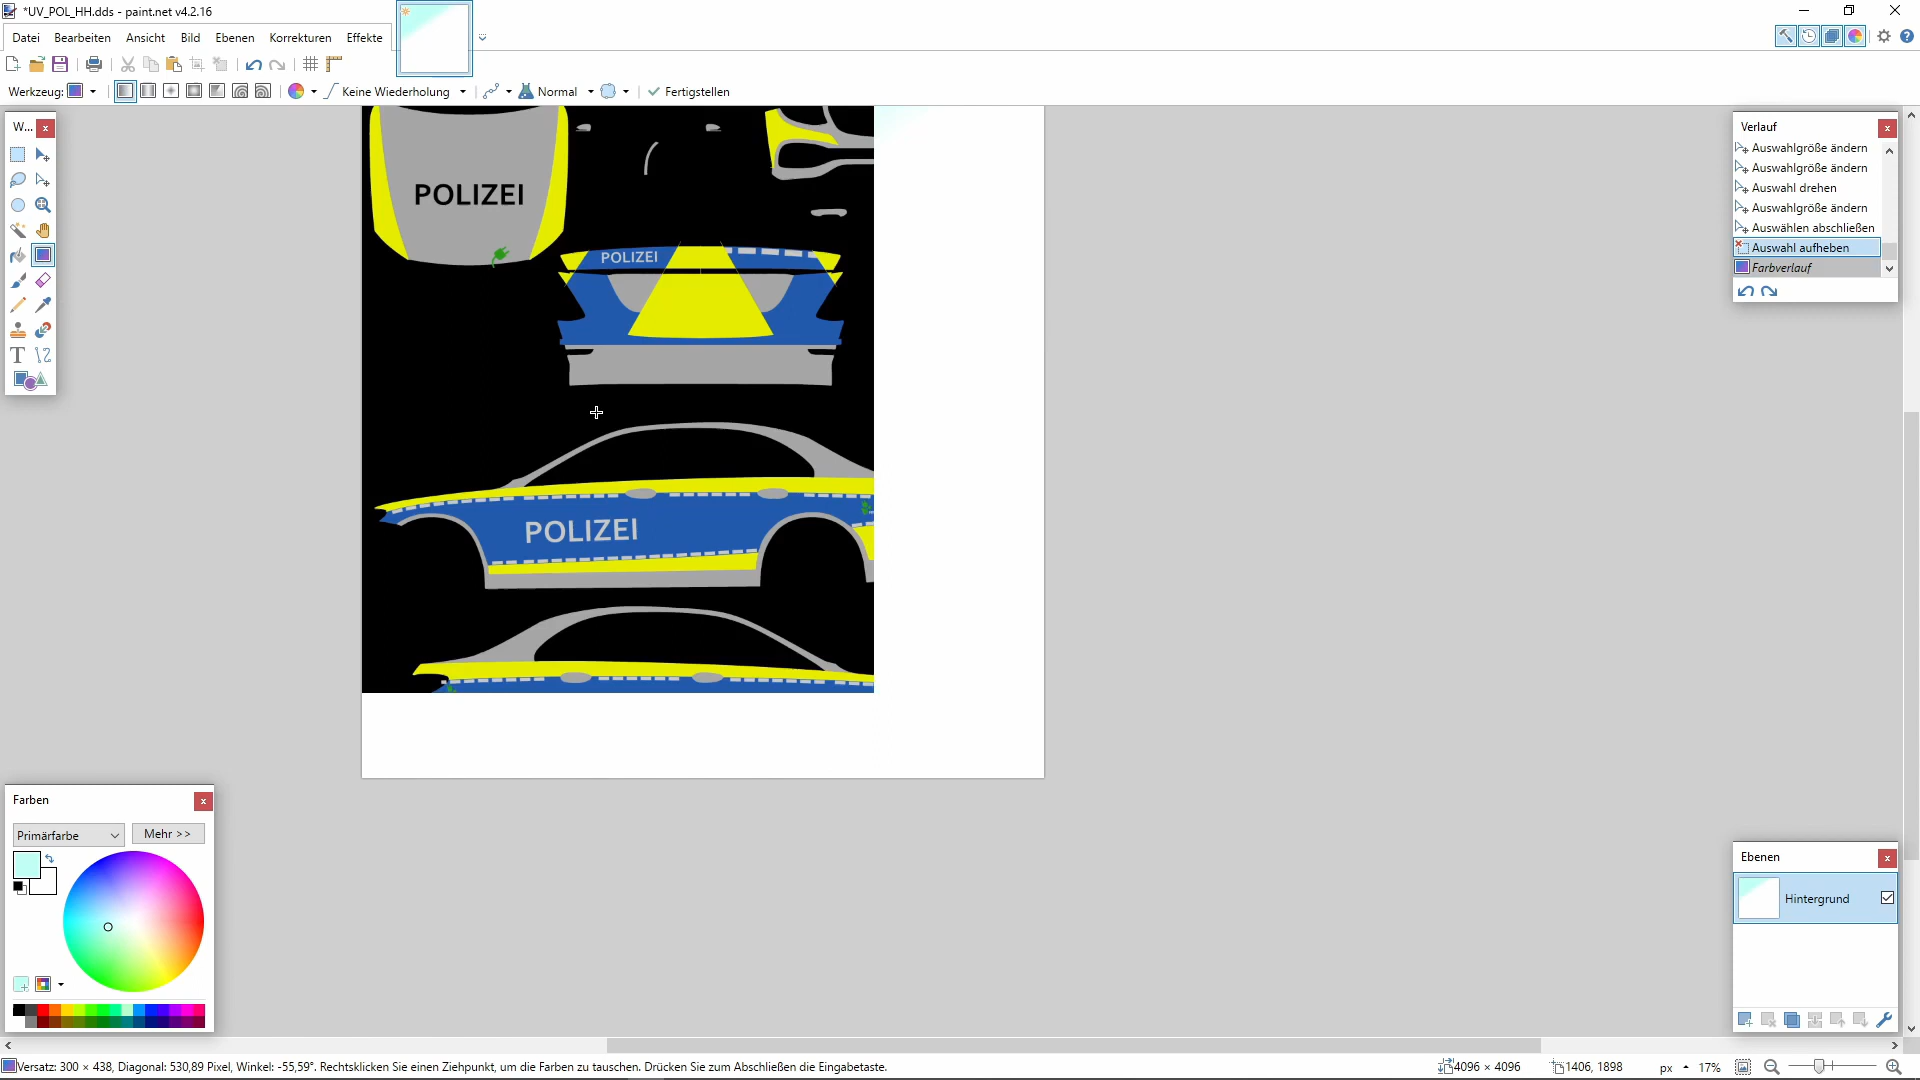 *UV_POL_HH.dds - paint.net v4.2.16
Datei Bearbeiten Ansicht Bild Ebenen Korrekturen Effekte
Werkzeug: Keine Wiederholung Normal Fertigstellen
W... x
Verlauf x
Auswahlgröße ändern
Auswahlgröße ändern
Auswahl drehen
Auswahlgröße ändern
Auswählen abschließen
Auswahl aufheben
Farbverlauf
POLIZEI
POLIZEI
POLIZEI
Farben x
Primärfarbe Mehr >>
Ebenen x
Hintergrund
Versatz: 300 × 438, Diagonal: 530,89 Pixel, Winkel: -55,59°. Rechtsklicken Sie einen Ziehpunkt, um die Farben zu tauschen. Drücken Sie zum Abschließen die Eingabetaste. 4096 × 4096 1406, 1898 px 17%